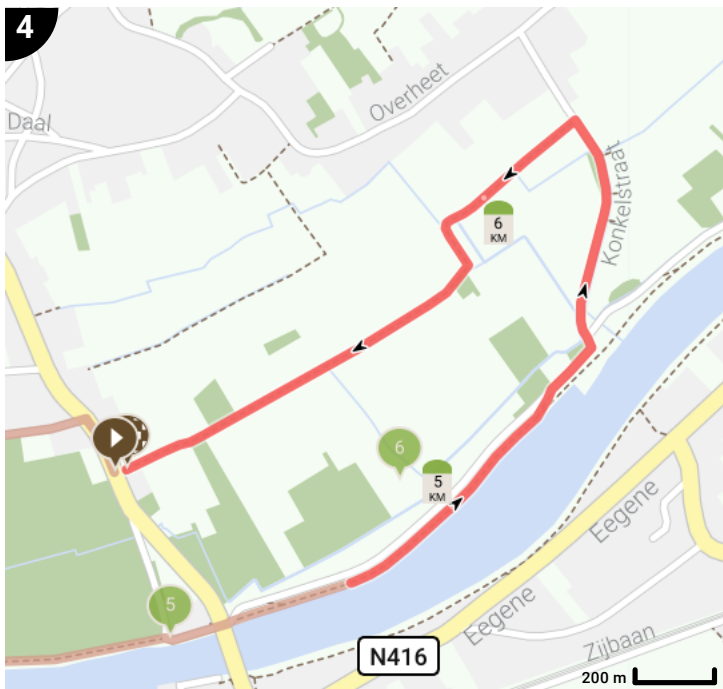 4
Overheet
Daal
Konkelstraat
6
KM
6
5
KM
Eegene
5
Eegene
Zijbaan
N416
200 m